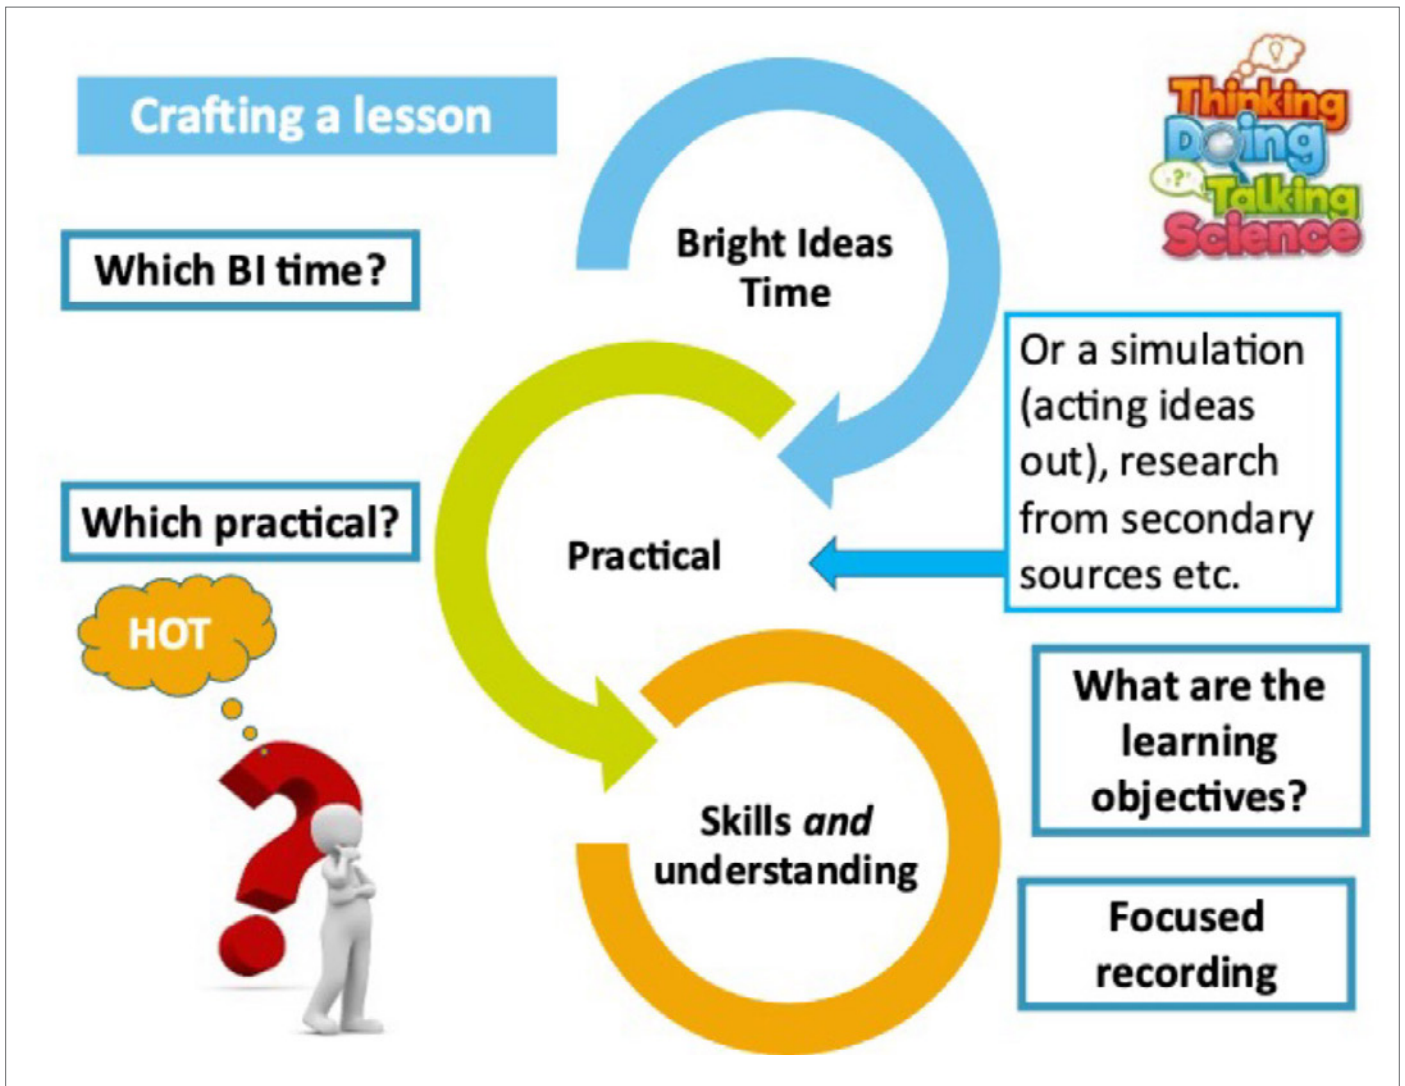 Crafting a lesson
Thinking
Doing
?
Talking
Science
Bright Ideas
Time
Which BI time?
Or a simulation
(acting ideas
out), research
from secondary
sources etc.
Which practical?
Practical
HOT
What are the
learning
objectives?
Skills and
understanding
Focused
recording